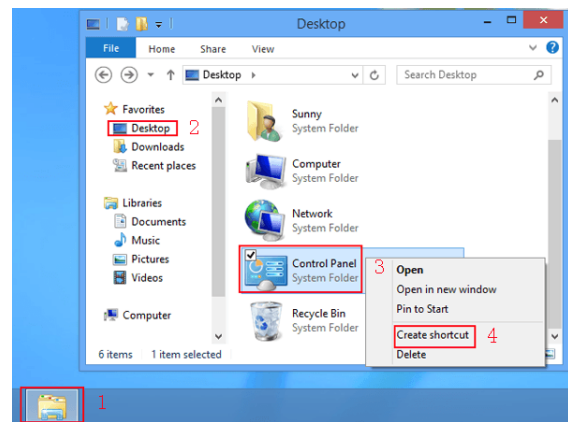 Desktop
File Home Share View
Desktop
Search Desktop
Favorites
Desktop 2
Downloads
Recent places
Libraries
Documents
Music
Pictures
Videos
Computer
Sunny
System Folder
Computer
System Folder
Network
System Folder
Control Panel
System Folder
Recycle Bin
System Folder
3
Open
Open in new window
Pin to Start
Create shortcut 4
Delete
6 items 1 item selected
1